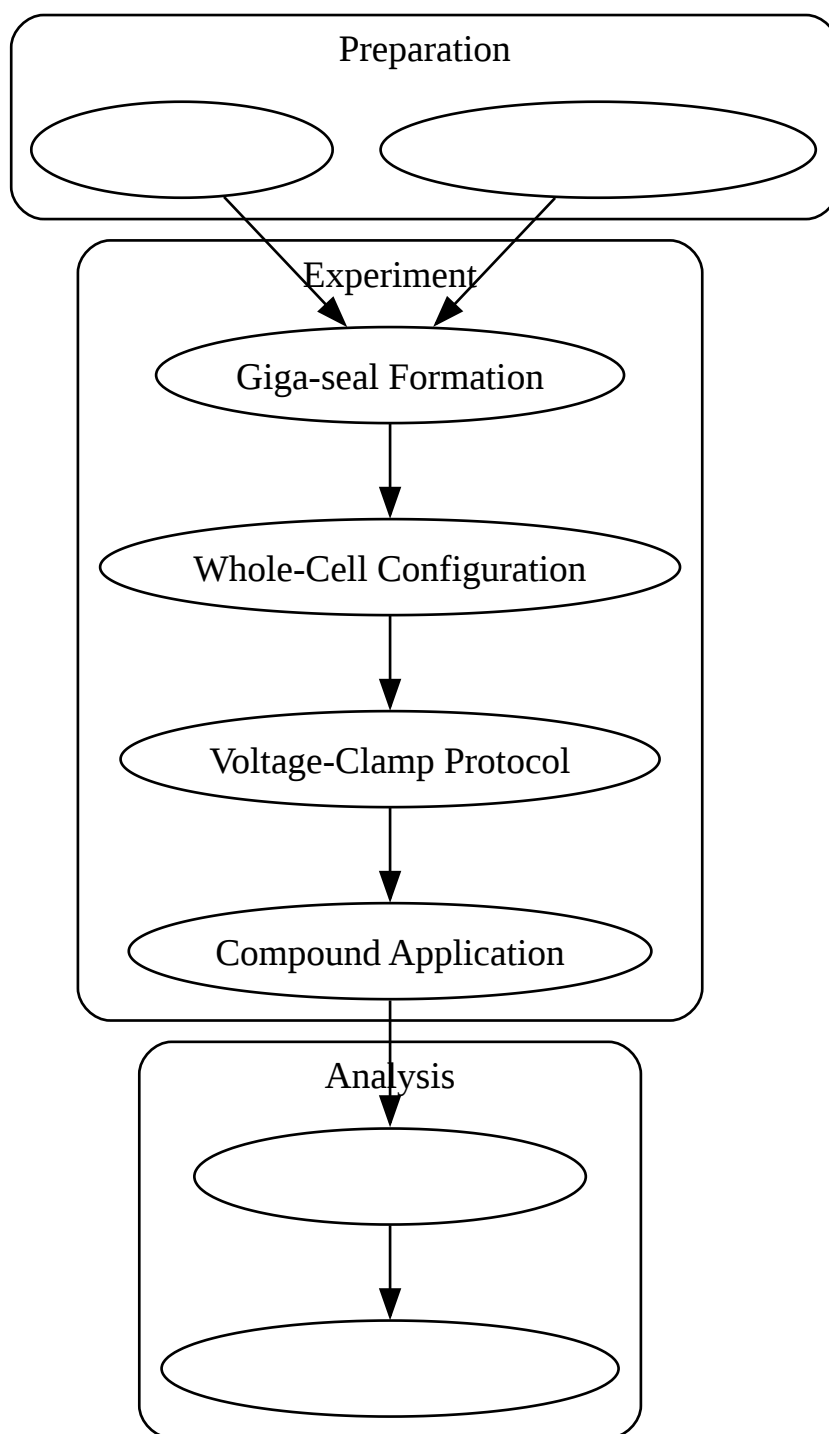 Preparation
Experiment
Giga-seal Formation
Whole-Cell Configuration
Voltage-Clamp Protocol
Compound Application
Analysis